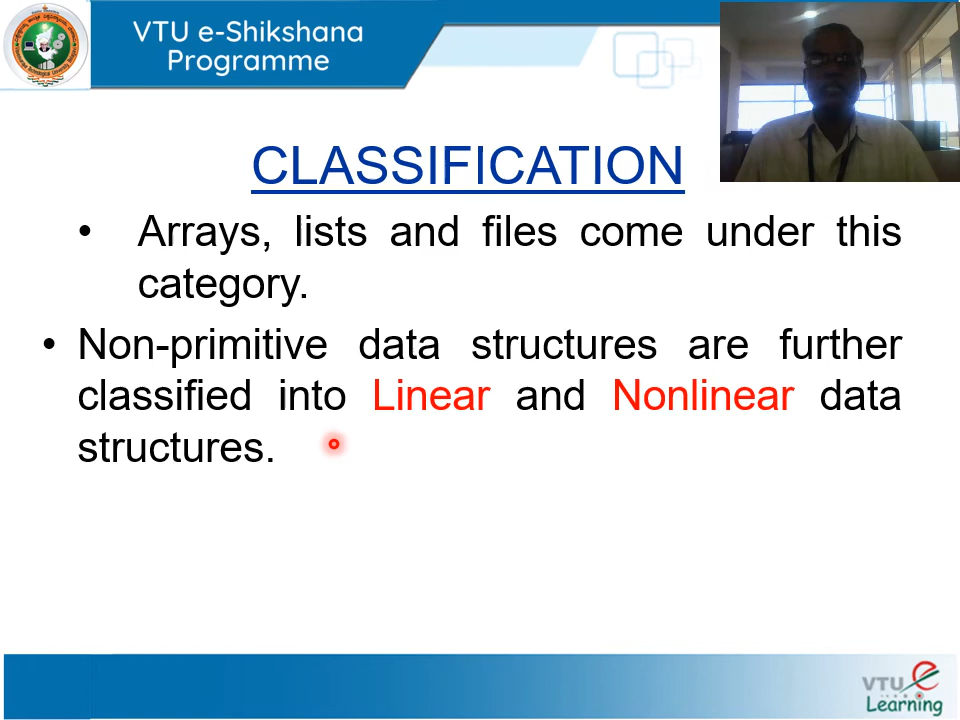 VTU e-Shikshana
Programme
CLASSIFICATION
• Arrays, lists and files come under this
category.
• Non-primitive data structures are further
classified into Linear and Nonlinear data
structures.
VTU e
Learning